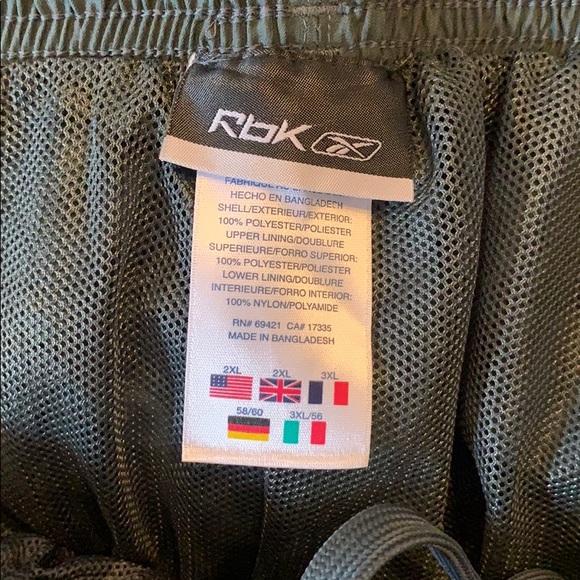 Rbk
HECHO EN BANGLADECH
SHELL/EXTERIEUR/EXTERIOR:
100% POLYESTER/POLIESTER
UPPER LINING/DOUBLURE
SUPERIEURE/FORRO SUPERIOR:
100% POLYESTER/POLIESTER
LOWER LINING/DOUBLURE
INTERIEURE/FORRO INTERIOR:
100% NYLON/POLYAMIDE
RN# 69421 CA# 17335
MADE IN BANGLADESH
2XL 2XL 3XL
58/60 3XL/56